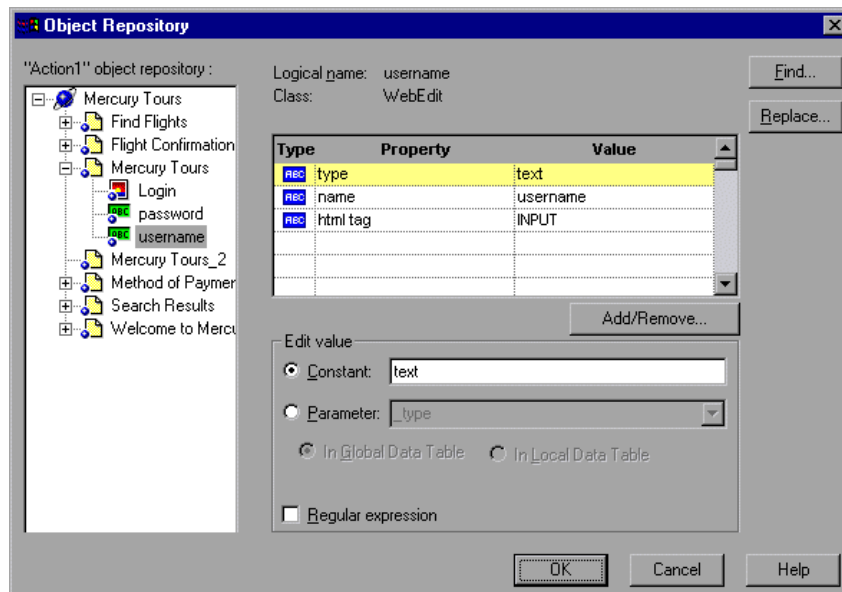 Object Repository
"Action1" object repository :
Mercury Tours
Find Flights
Flight Confirmation
Mercury Tours
Login
password
username
Mercury Tours_2
Method of Paymer
Search Results
Welcome to Mercu
Logical name: username
Class: WebEdit
Type Property Value
ABC type text
ABC name username
ABC html tag INPUT
Add/Remove...
Edit value
Constant: text
Parameter: _type
In Global Data Table In Local Data Table
Regular expression
Find...
Replace...
OK Cancel Help